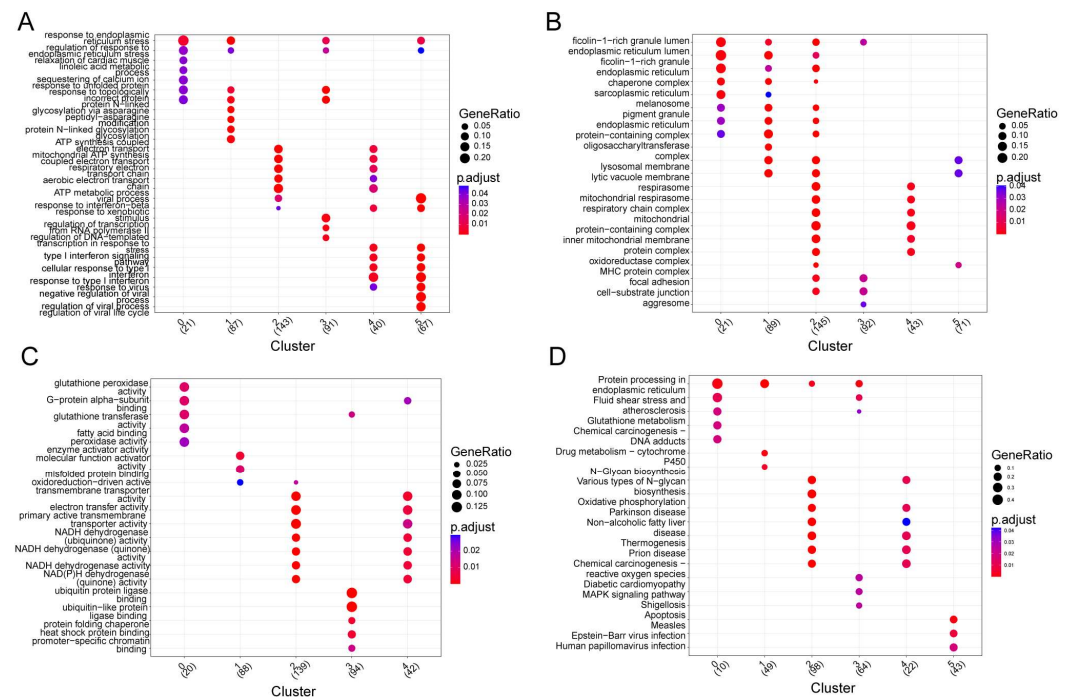 A
response to endoplasmic
reticulum stress
regulation of response to
endoplasmic reticulum stress
relaxation of cardiac muscle
linoleic acid metabolic
process
sequestering of calcium ion
response to unfolded protein
response to topologically
incorrect protein
protein N−linked
glycosylation via asparagine
peptidyl−asparagine
modification
protein N−linked glycosylation
glycosylation
ATP synthesis coupled
electron transport
mitochondrial ATP synthesis
coupled electron transport
respiratory electron
transport chain
aerobic electron transport
chain
ATP metabolic process
viral process
response to interferon−beta
response to xenobiotic
stimulus
regulation of transcription
from RNA polymerase II
regulation of DNA−templated
transcription in response to
stress
type I interferon signaling
pathway
cellular response to type I
interferon
response to type I interferon
response to virus
negative regulation of viral
process
regulation of viral process
regulation of viral life cycle
0
(21)
1
(67)
2
(143)
3
(91)
4
(40)
5
(67)
Cluster
GeneRatio
0.05
0.10
0.15
0.20
p.adjust
0.04
0.03
0.02
0.01
B
ficolin−1−rich granule lumen
endoplasmic reticulum lumen
ficolin−1−rich granule
endoplasmic reticulum
chaperone complex
sarcoplasmic reticulum
melanosome
pigment granule
endoplasmic reticulum
protein−containing complex
oligosaccharyltransferase
complex
lysosomal membrane
lytic vacuole membrane
respirasome
mitochondrial respirasome
respiratory chain complex
mitochondrial
protein−containing complex
inner mitochondrial membrane
protein complex
oxidoreductase complex
MHC protein complex
focal adhesion
cell−substrate junction
aggresome
0
(21)
1
(69)
2
(145)
3
(92)
4
(43)
5
(71)
Cluster
GeneRatio
0.05
0.10
0.15
0.20
p.adjust
0.04
0.03
0.02
0.01
C
glutathione peroxidase
activity
G−protein alpha−subunit
binding
glutathione transferase
activity
fatty acid binding
peroxidase activity
enzyme activator activity
molecular function activator
activity
misfolded protein binding
oxidoreduction−driven active
transmembrane transporter
activity
electron transfer activity
primary active transmembrane
transporter activity
NADH dehydrogenase
(ubiquinone) activity
NADH dehydrogenase (quinone)
activity
NADH dehydrogenase activity
NAD(P)H dehydrogenase
(quinone) activity
ubiquitin protein ligase
binding
ubiquitin−like protein
ligase binding
protein folding chaperone
heat shock protein binding
promoter−specific chromatin
binding
0
(20)
1
(68)
2
(139)
3
(94)
4
(42)
Cluster
GeneRatio
0.025
0.050
0.075
0.100
0.125
p.adjust
0.02
0.01
D
Protein processing in
endoplasmic reticulum
Fluid shear stress and
atherosclerosis
Glutathione metabolism
Chemical carcinogenesis −
DNA adducts
Drug metabolism − cytochrome
P450
N−Glycan biosynthesis
Various types of N−glycan
biosynthesis
Oxidative phosphorylation
Parkinson disease
Non−alcoholic fatty liver
disease
Thermogenesis
Prion disease
Chemical carcinogenesis −
reactive oxygen species
Diabetic cardiomyopathy
MAPK signaling pathway
Shigellosis
Apoptosis
Measles
Epstein−Barr virus infection
Human papillomavirus infection
0
(10)
1
(49)
2
(98)
3
(64)
4
(22)
5
(43)
Cluster
GeneRatio
0.1
0.2
0.3
0.4
p.adjust
0.04
0.03
0.02
0.01